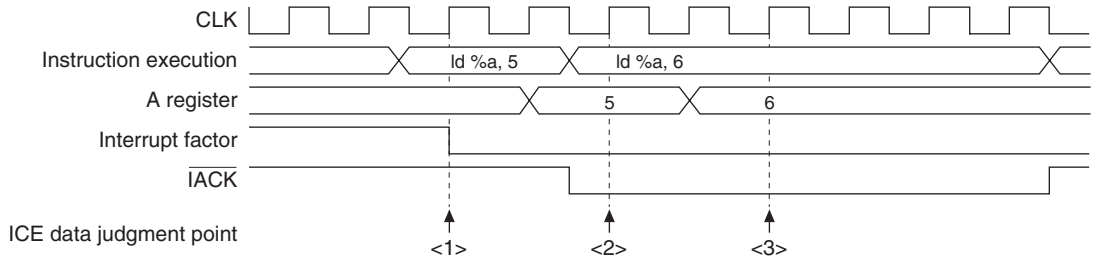 CLK
Instruction execution ld %a, 5 ld %a, 6
A register 5 6
Interrupt factor
IACK
ICE data judgment point
<1> <2> <3>